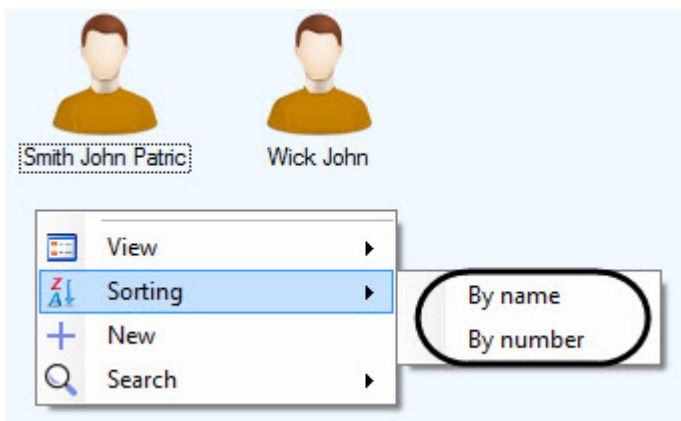 Smith John Patric
Wick John
View
Sorting
By name
New
By number
Search